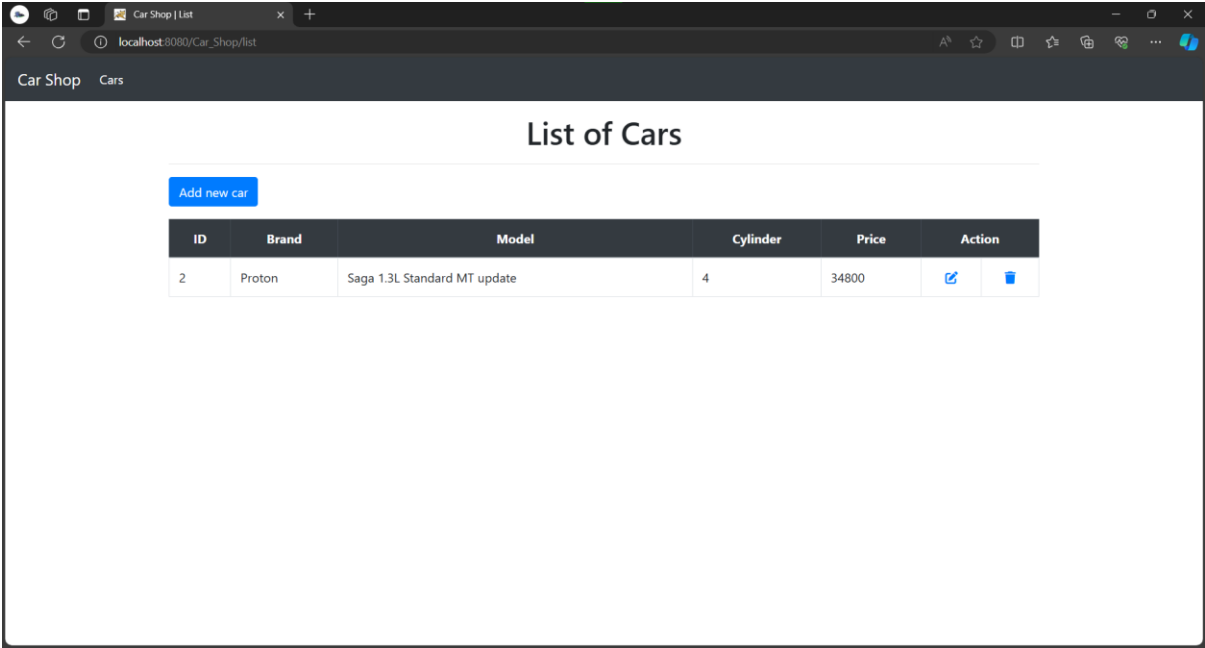 Car Shop | List
localhost:8080/Car_Shop/list
Car Shop Cars
List of Cars
Add new car
ID Brand Model Cylinder Price Action
2 Proton Saga 1.3L Standard MT update 4 34800